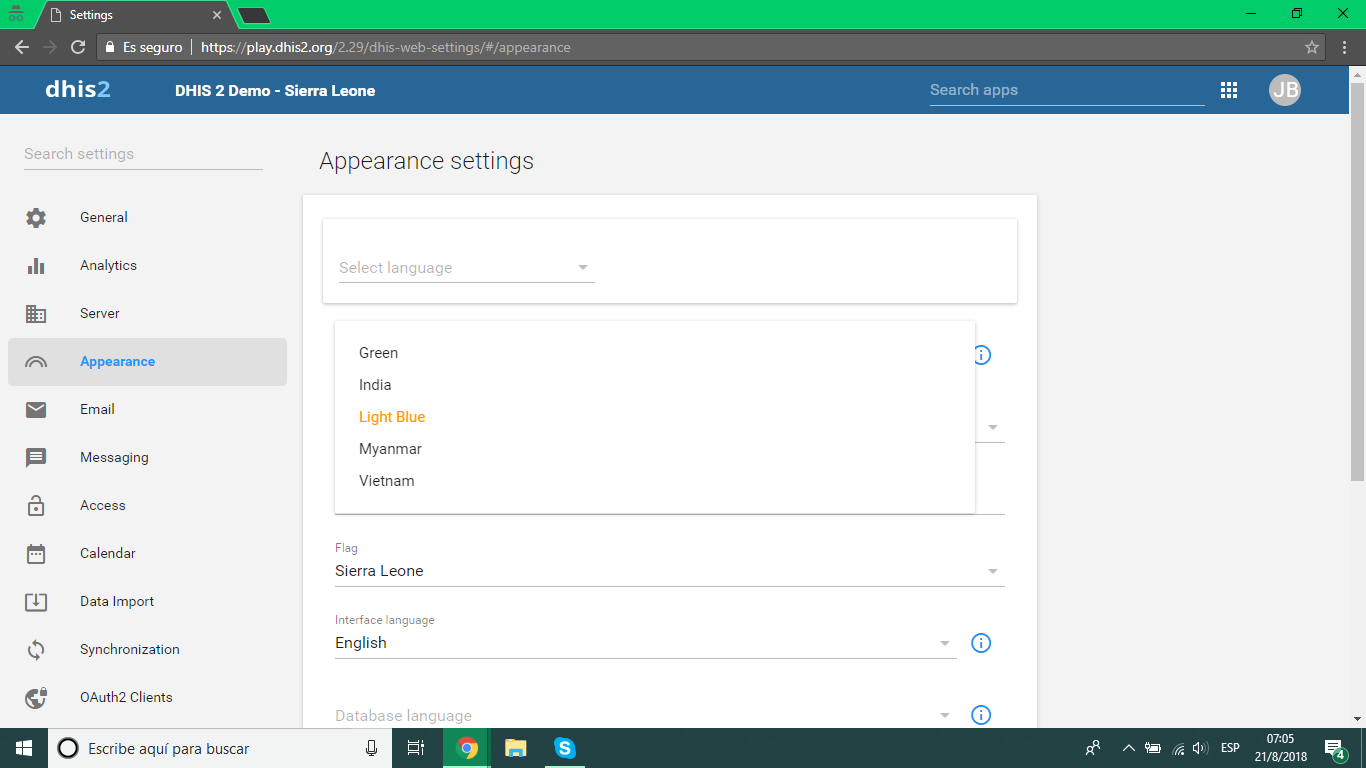 Settings
Es seguro
https://play.dhis2.org/2.29/dhis-web-settings/#/appearance
dhis2
DHIS 2 Demo - Sierra Leone
Search apps
JB
Search settings
General
Analytics
Server
Appearance
Email
Messaging
Access
Calendar
Data Import
Synchronization
OAuth2 Clients
Appearance settings
Select language
Green
India
Light Blue
Myanmar
Vietnam
Flag
Sierra Leone
Interface language
English
Database language
Escribe aquí para buscar
ESP
07:05
21/8/2018
4